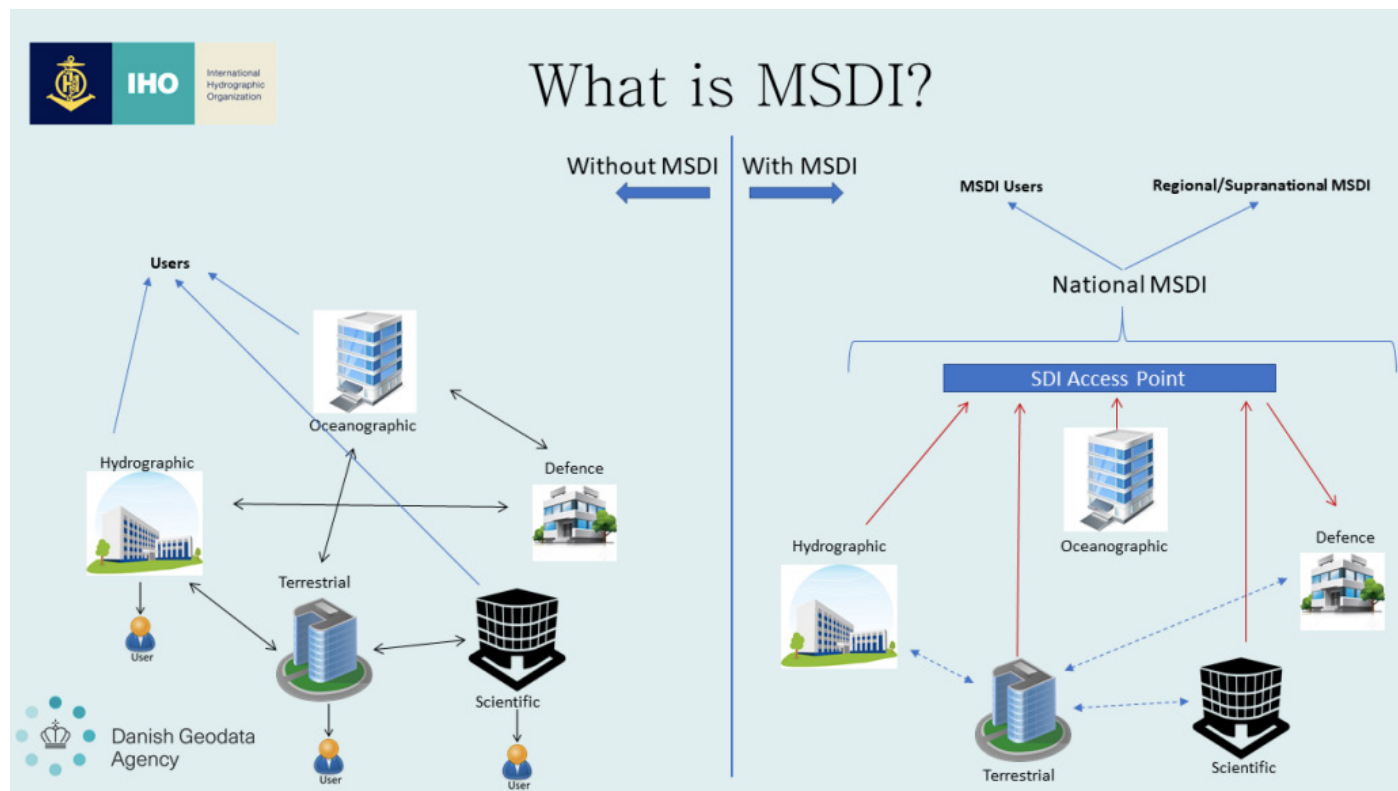 IHO
International
Hydrographic
Organization
What is MSDI?
Without MSDI
With MSDI
Users
Oceanographic
Hydrographic
Defence
User
Terrestrial
Scientific
User
User
Danish Geodata
Agency
MSDI Users
Regional/Supranational MSDI
National MSDI
SDI Access Point
Hydrographic
Oceanographic
Defence
Terrestrial
Scientific